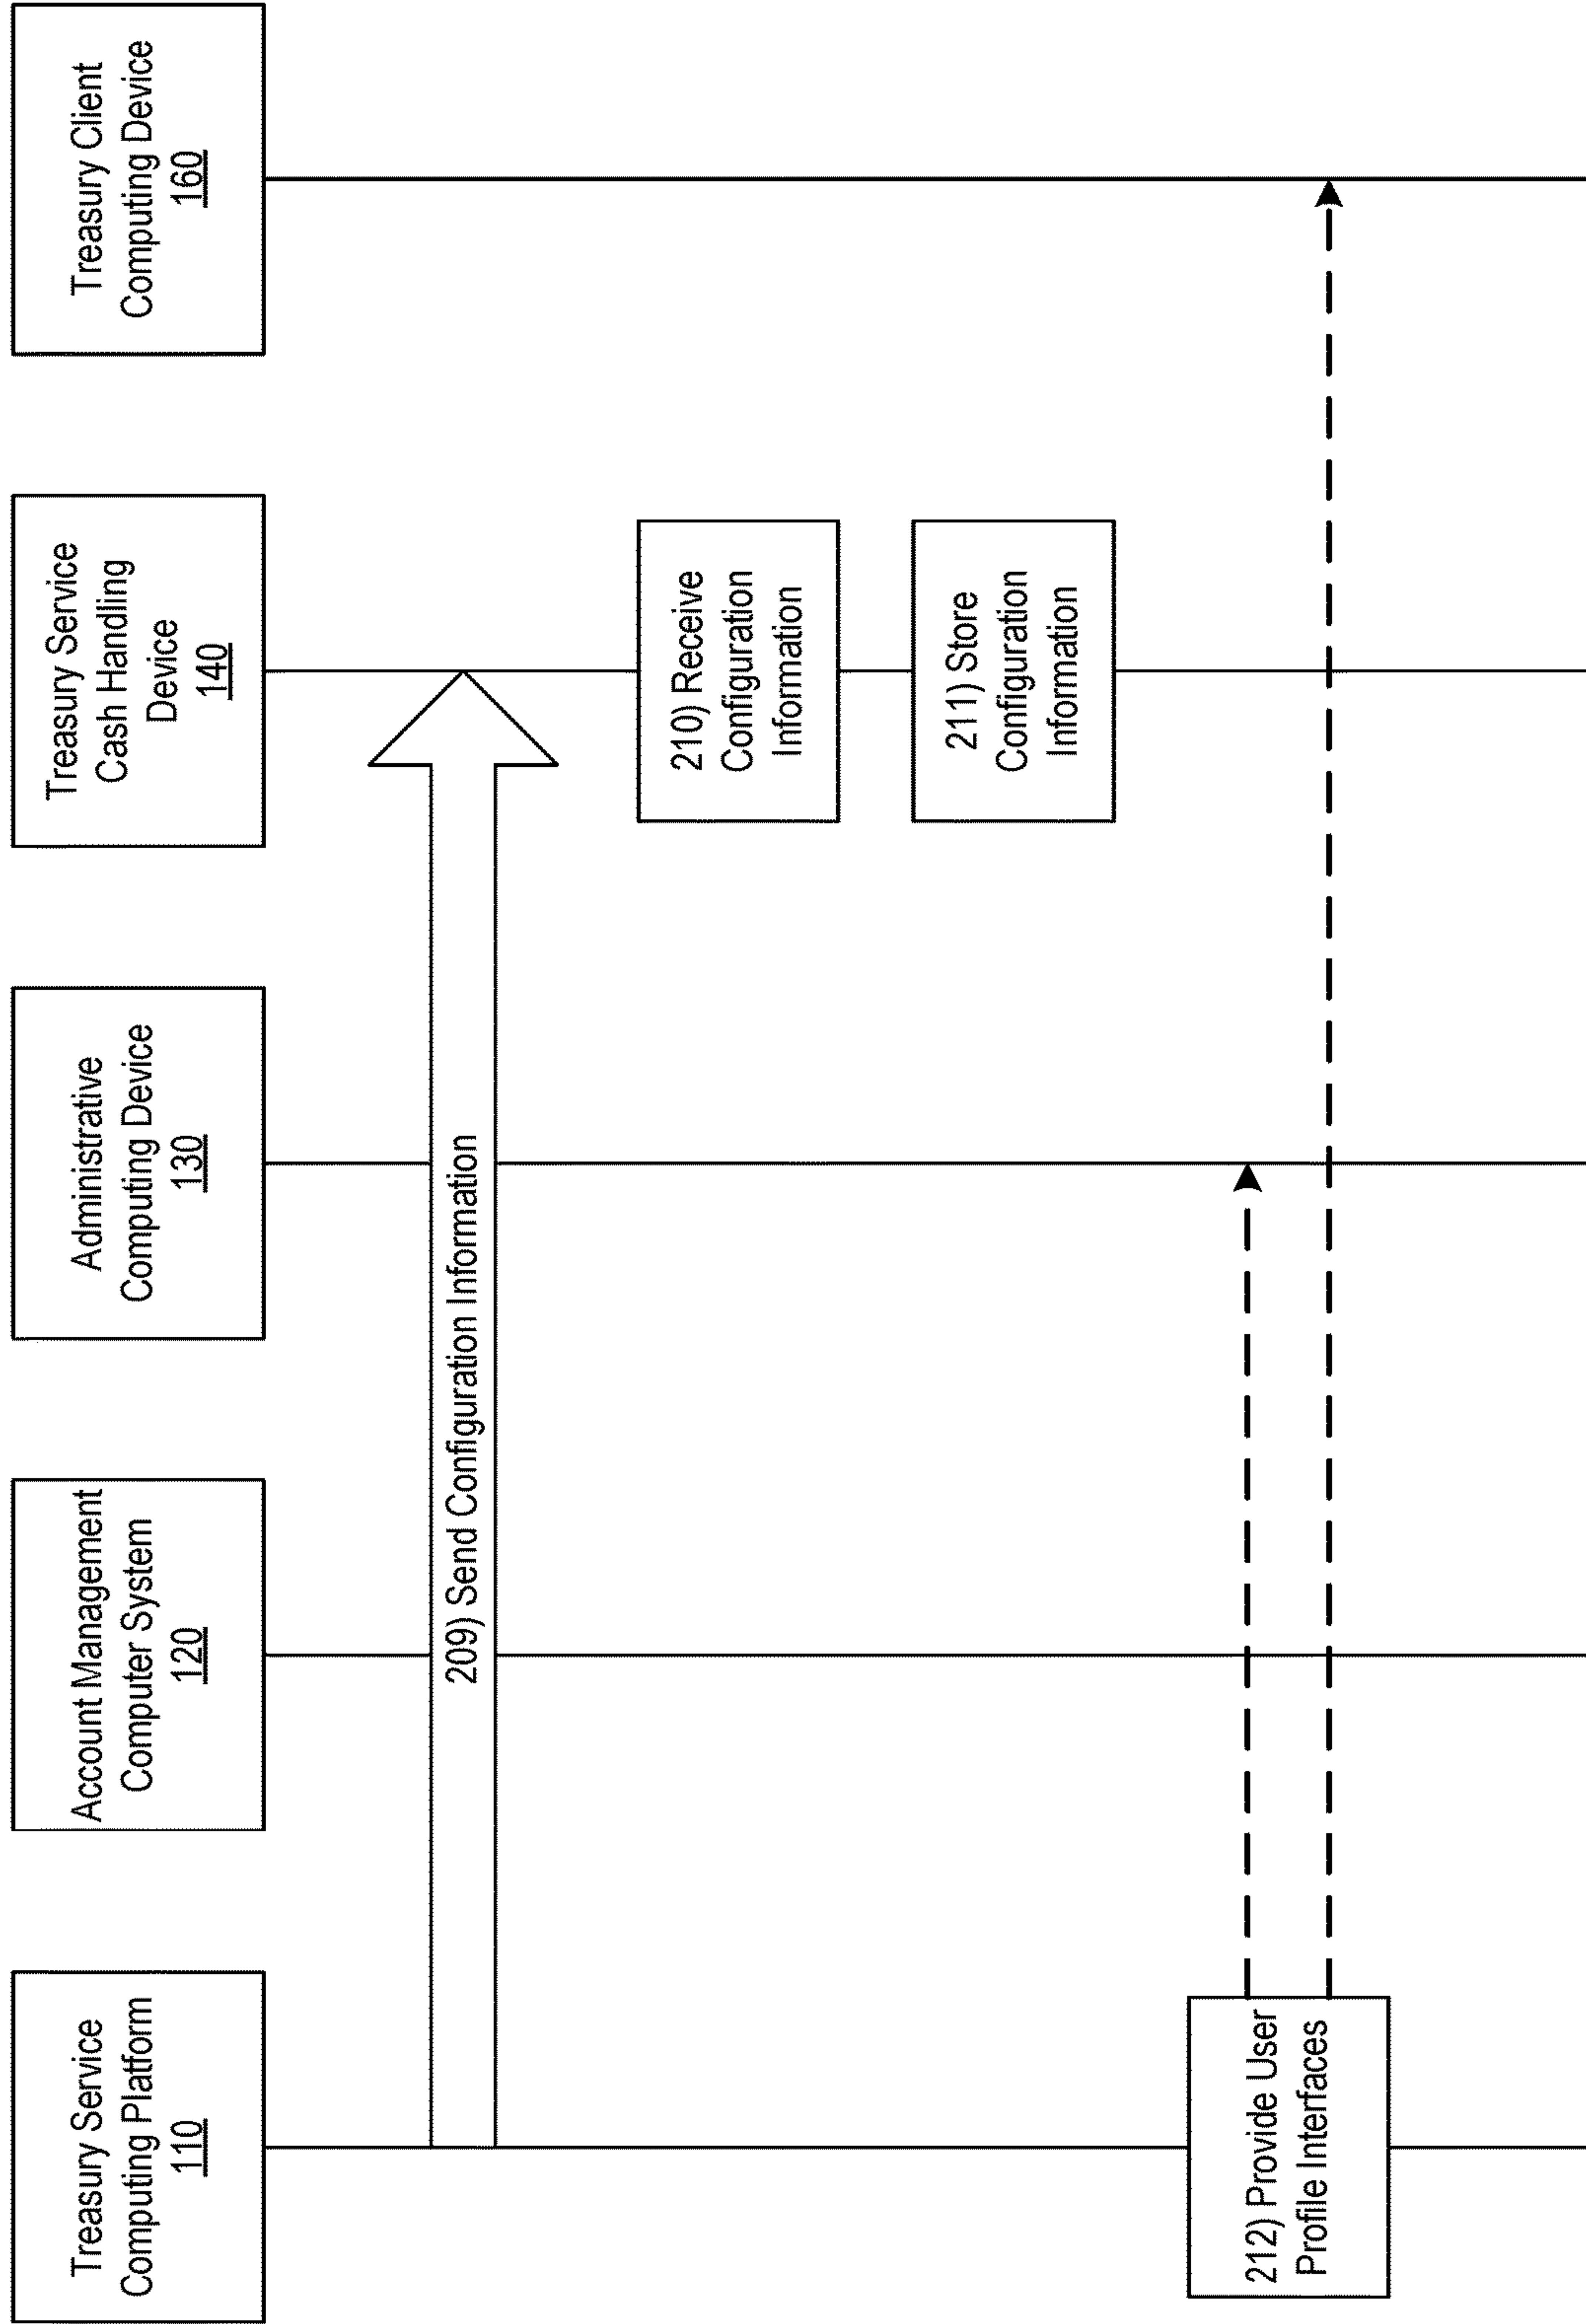 Treasury Service
Computing Platform
110
Account Management
Computer System
120
Administrative
Computing Device
130
Treasury Service
Cash Handling
Device
140
Treasury Client
Computing Device
160
209) Send Configuration Information
210) Receive
Configuration
Information
211) Store
Configuration
Information
212) Provide User
Profile Interfaces